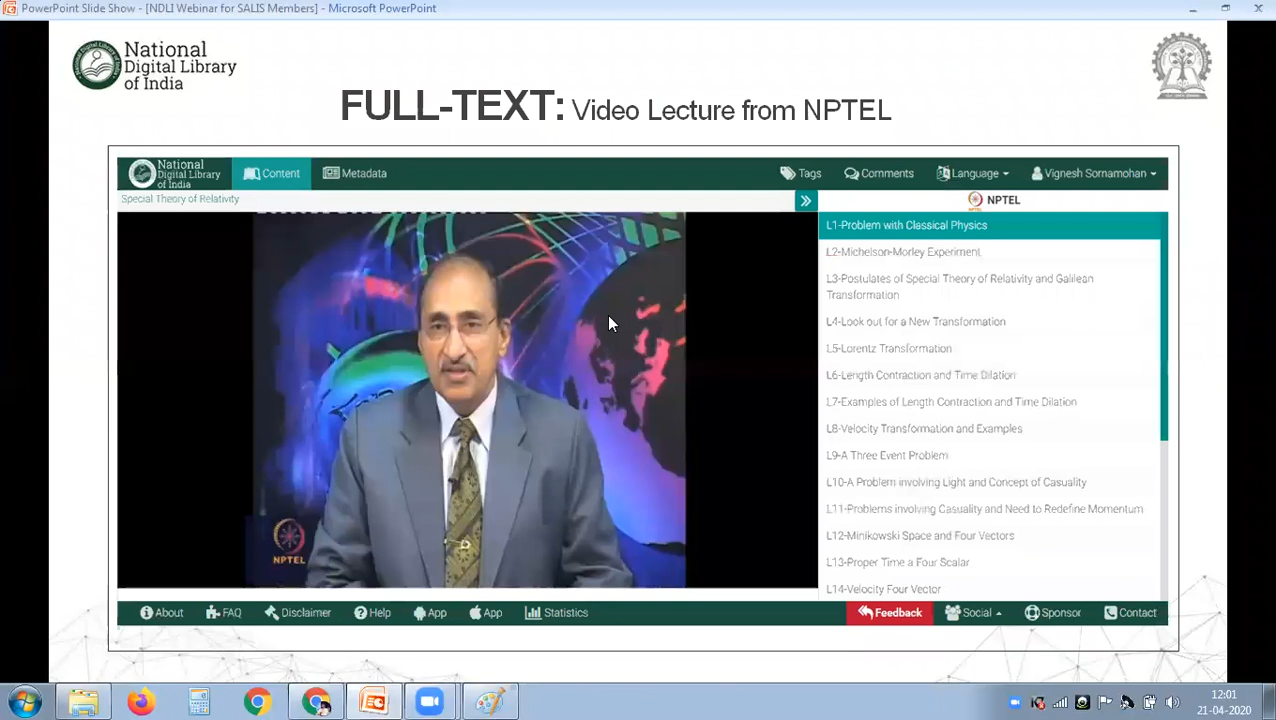 PowerPoint Slide Show - [NDLI Webinar for SALIS Members] - Microsoft PowerPoint
National
Digital Library
of India
FULL-TEXT: Video Lecture from NPTEL
National
Digital Library
of India
Content
Metadata
Tags
Comments
Language
Vignesh Sornamohan
Special Theory of Relativity
NPTEL
L1-Problem with Classical Physics
L2-Michelson-Morley Experiment
L3-Postulates of Special Theory of Relativity and Galilean
Transformation
L4-Look out for a New Transformation
L5-Lorentz Transformation
L6-Length Contraction and Time Dilation
L7-Examples of Length Contraction and Time Dilation
L8-Velocity Transformation and Examples
L9-A Three Event Problem
L10-A Problem involving Light and Concept of Casuality
L11-Problems involving Casuality and Need to Redefine Momentum
L12-Minikowski Space and Four Vectors
L13-Proper Time a Four Scalar
L14-Velocity Four Vector
NPTEL
About
FAQ
Disclaimer
Help
App
App
Statistics
Feedback
Social
Sponsor
Contact
12:01
21-04-2020